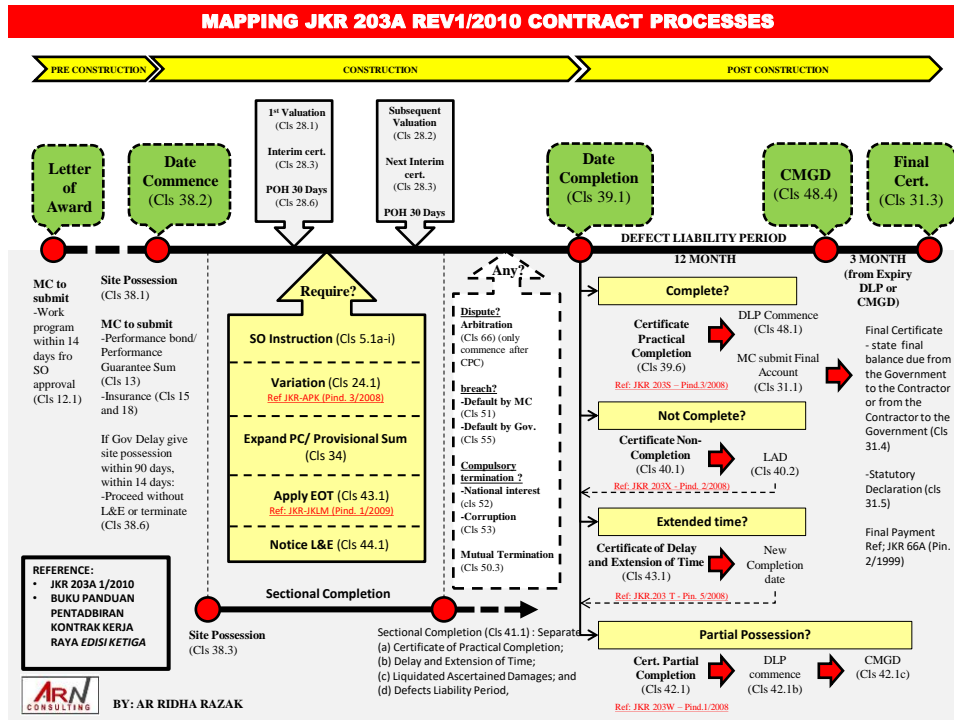 MAPPING JKR 203A REV1/2010 CONTRACT PROCESSES
PRE CONSTRUCTION
CONSTRUCTION
POST CONSTRUCTION
Letter
of
Award
Date
Commence
(Cls 38.2)
1st Valuation
(Cls 28.1)
Interim cert.
(Cls 28.3)
POH 30 Days
(Cls 28.6)
Subsequent
Valuation
(Cls 28.2)
Next Interim
cert.
(Cls 28.3)
POH 30 Days
Date
Completion
(Cls 39.1)
CMGD
(Cls 48.4)
Final
Cert.
(Cls 31.3)
DEFECT LIABILITY PERIOD
12 MONTH
3 MONTH
(from Expiry
DLP or
CMGD)
MC to
submit
-Work
program
within 14
days fro
SO
approval
(Cls 12.1)
Site Possession
(Cls 38.1)
MC to submit
-Performance bond/
Performance
Guarantee Sum
(Cls 13)
-Insurance (Cls 15
and 18)
If Gov Delay give
site possession
within 90 days,
within 14 days:
-Proceed without
L&E or terminate
(Cls 38.6)
Require?
SO Instruction (Cls 5.1a-i)
Variation (Cls 24.1)
Ref JKR-APK (Pind. 3/2008)
Expand PC/ Provisional Sum
(Cls 34)
Apply EOT (Cls 43.1)
Ref: JKR-JKLM (Pind. 1/2009)
Notice L&E (Cls 44.1)
Any?
Dispute?
Arbitration
(Cls 66) (only
commence after
CPC)
breach?
-Default by MC
(Cls 51)
-Default by Gov.
(Cls 55)
Compulsory
termination ?
-National interest
(cls 52)
-Corruption
(Cls 53)
Mutual Termination
(Cls 50.3)
Complete?
Certificate
Practical
Completion
(Cls 39.6)
Ref: JKR 203S – Pind.3/2008)
DLP Commence
(Cls 48.1)
MC submit Final
Account
(Cls 31.1)
Not Complete?
Certificate Non-
Completion
(Cls 40.1)
Ref: JKR 203X - Pind. 2/2008)
LAD
(Cls 40.2)
Extended time?
Certificate of Delay
and Extension of Time
(Cls 43.1)
Ref: JKR.203 T - Pin. 5/2008)
New
Completion
date
Partial Possession?
Cert. Partial
Completion
(Cls 42.1)
Ref: JKR 203W – Pind.1/2008
DLP
commence
(Cls 42.1b)
CMGD
(Cls 42.1c)
Final Certificate
- state final
balance due from
the Government
to the Contractor
or from the
Contractor to the
Government (Cls
31.4)
-Statutory
Declaration (cls
31.5)
Final Payment
Ref; JKR 66A (Pin.
2/1999)
Sectional Completion
Site Possession
(Cls 38.3)
Sectional Completion (Cls 41.1) : Separate
(a) Certificate of Practical Completion;
(b) Delay and Extension of Time;
(c) Liquidated Ascertained Damages; and
(d) Defects Liability Period,
REFERENCE:
• JKR 203A 1/2010
• BUKU PANDUAN
PENTADBIRAN
KONTRAK KERJA
RAYA EDISI KETIGA
ARN
CONSULTING
BY: AR RIDHA RAZAK